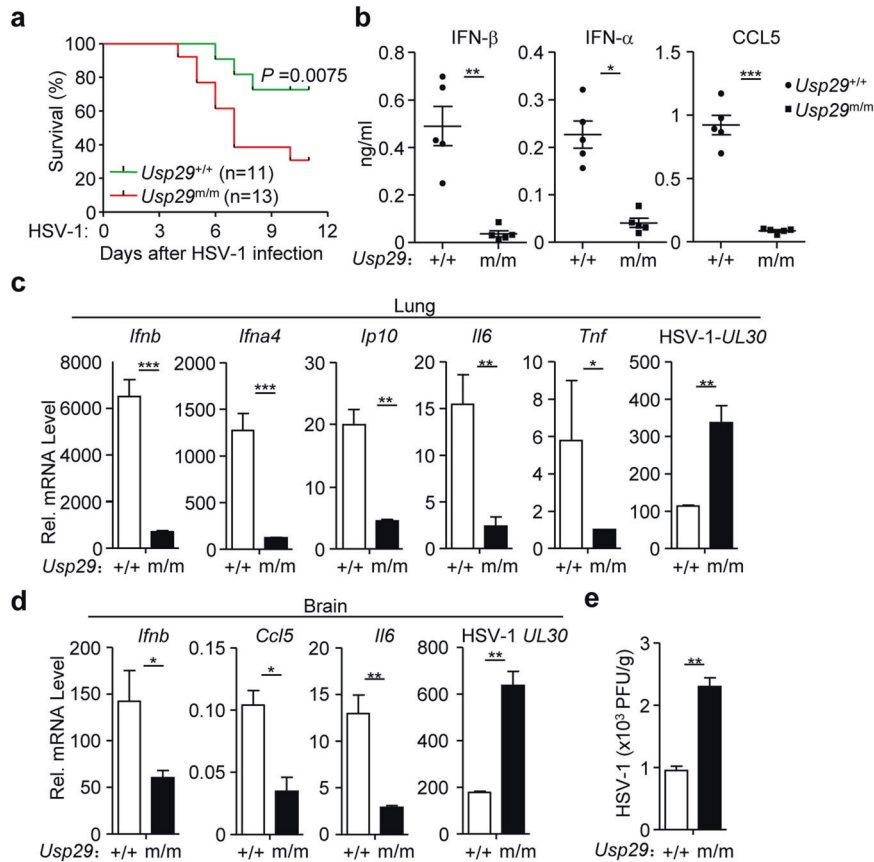 a
Survival (%)
100
80
60
40
20
0
P =0.0075
Usp29+/+ (n=11)
Usp29m/m (n=13)
HSV-1:
0 3 6 9 12
Days after HSV-1 infection
b
ng/ml
IFN-β
0.8
0.6
0.4
0.2
0
**
IFN-α
0.4
0.3
0.2
0.1
0
*
CCL5
1.5
1
0.5
0
***
Usp29+/+
Usp29m/m
Usp29: +/+ m/m +/+ m/m +/+ m/m
c
Lung
Rel. mRNA Level
Ifnb
8000
6000
4000
2000
0
***
Ifna4
2000
1500
1000
500
0
***
Ip10
30
20
10
0
**
Il6
20
15
10
5
0
**
Tnf
10
8
6
4
2
0
*
HSV-1-UL30
500
400
300
200
100
0
**
Usp29: +/+ m/m +/+ m/m +/+ m/m +/+ m/m +/+ m/m +/+ m/m
d
Brain
Rel. mRNA Level
Ifnb
200
150
100
50
0
*
Ccl5
0.15
0.10
0.05
0
*
Il6
20
15
10
5
0
**
HSV-1 UL30
800
600
400
200
0
**
Usp29: +/+ m/m +/+ m/m +/+ m/m +/+ m/m
e
HSV-1 (x10³ PFU/g)
3
2
1
0
**
Usp29: +/+ m/m